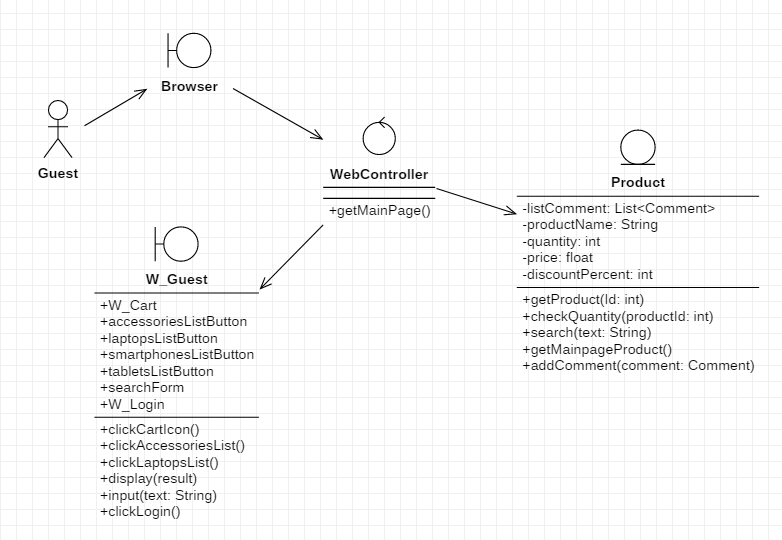 Browser
Guest
WebController
+getMainPage()
Product
-listComment: List<Comment>
-productName: String
-quantity: int
-price: float
-discountPercent: int
+getProduct(Id: int)
+checkQuantity(productId: int)
+search(text: String)
+getMainpageProduct()
+addComment(comment: Comment)
W_Guest
+W_Cart
+accessoriesListButton
+laptopsListButton
+smartphonesListButton
+tabletsListButton
+searchForm
+W_Login
+clickCartIcon()
+clickAccessoriesList()
+clickLaptopsList()
+display(result)
+input(text: String)
+clickLogin()